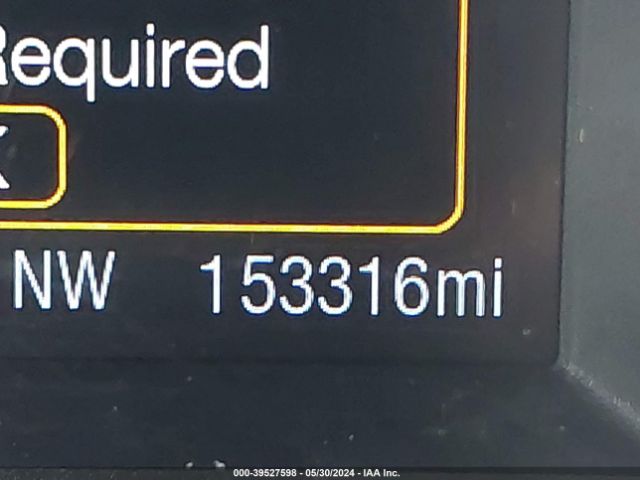 Required
NW 153316mi
000-39527598 - 05/30/2024 - IAA Inc.